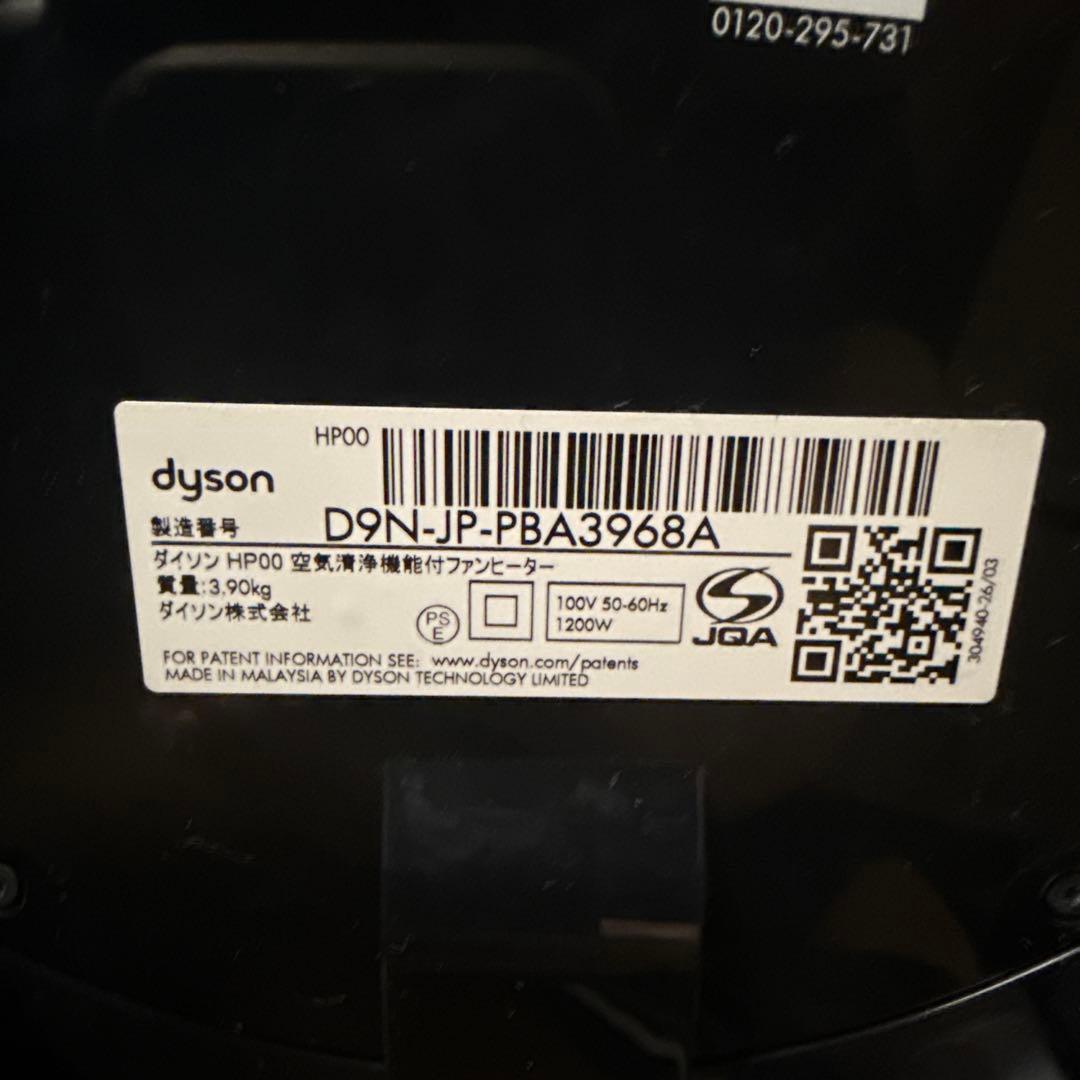 0120-295-731
HP00
dyson
製造番号 D9N-JP-PBA3968A
ダイソン HP00 空気清浄機能付ファンヒーター
質量:3.90kg
ダイソン株式会社
PS
E
100V 50-60Hz
1200W
JQA
304940-26/03
FOR PATENT INFORMATION SEE: www.dyson.com/patents
MADE IN MALAYSIA BY DYSON TECHNOLOGY LIMITED